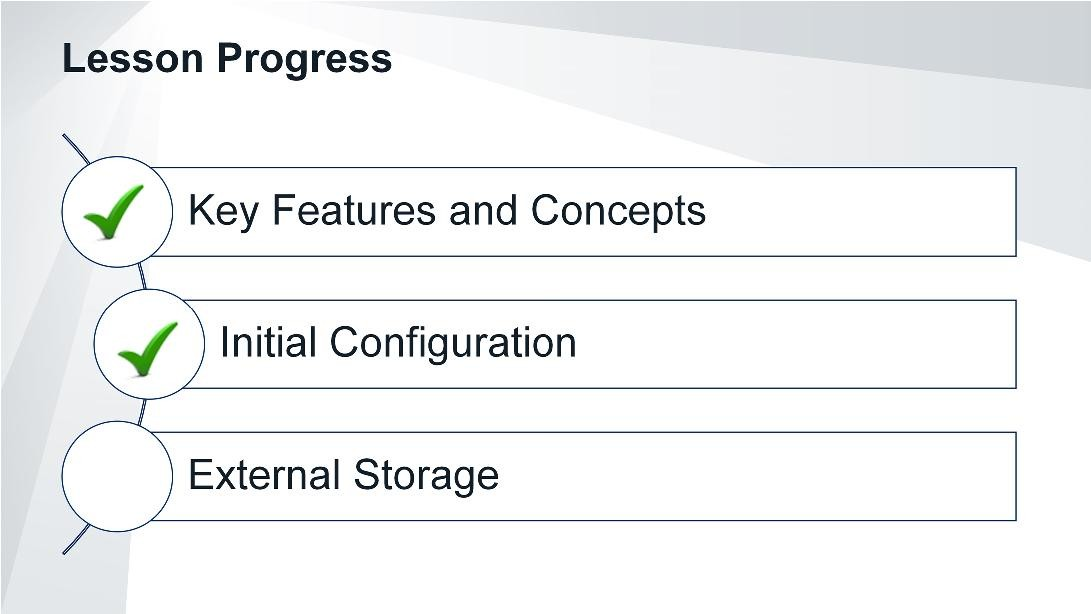 Lesson Progress
Key Features and Concepts
Initial Configuration
External Storage